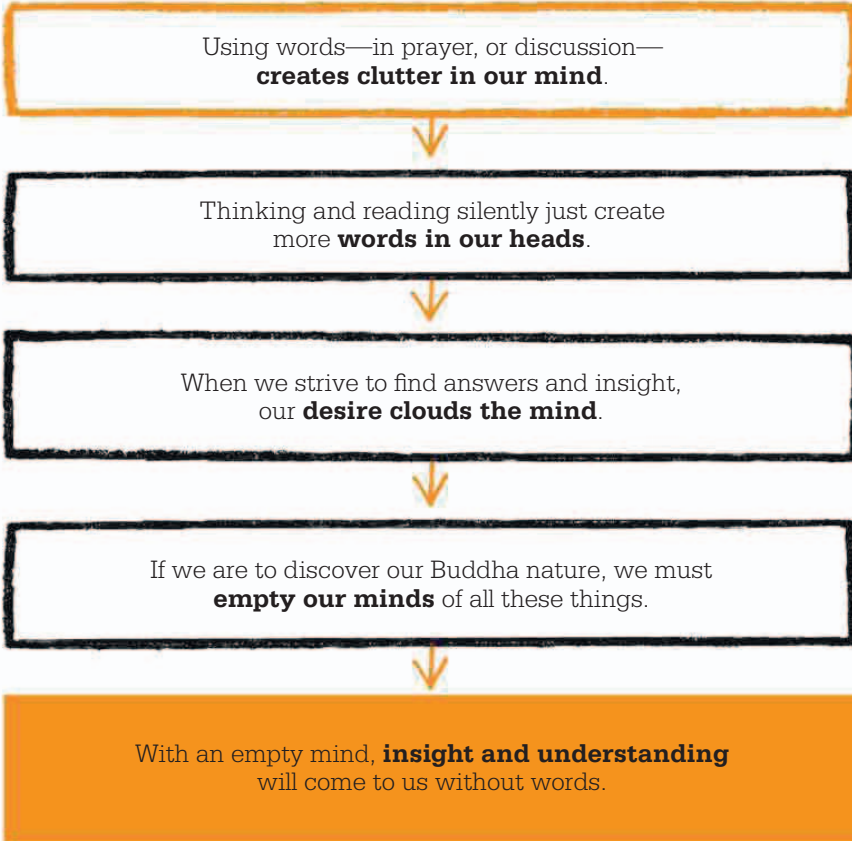 Using words—in prayer, or discussion—
creates clutter in our mind.
Thinking and reading silently just create
more words in our heads.
When we strive to find answers and insight,
our desire clouds the mind.
If we are to discover our Buddha nature, we must
empty our minds of all these things.
With an empty mind, insight and understanding
will come to us without words.